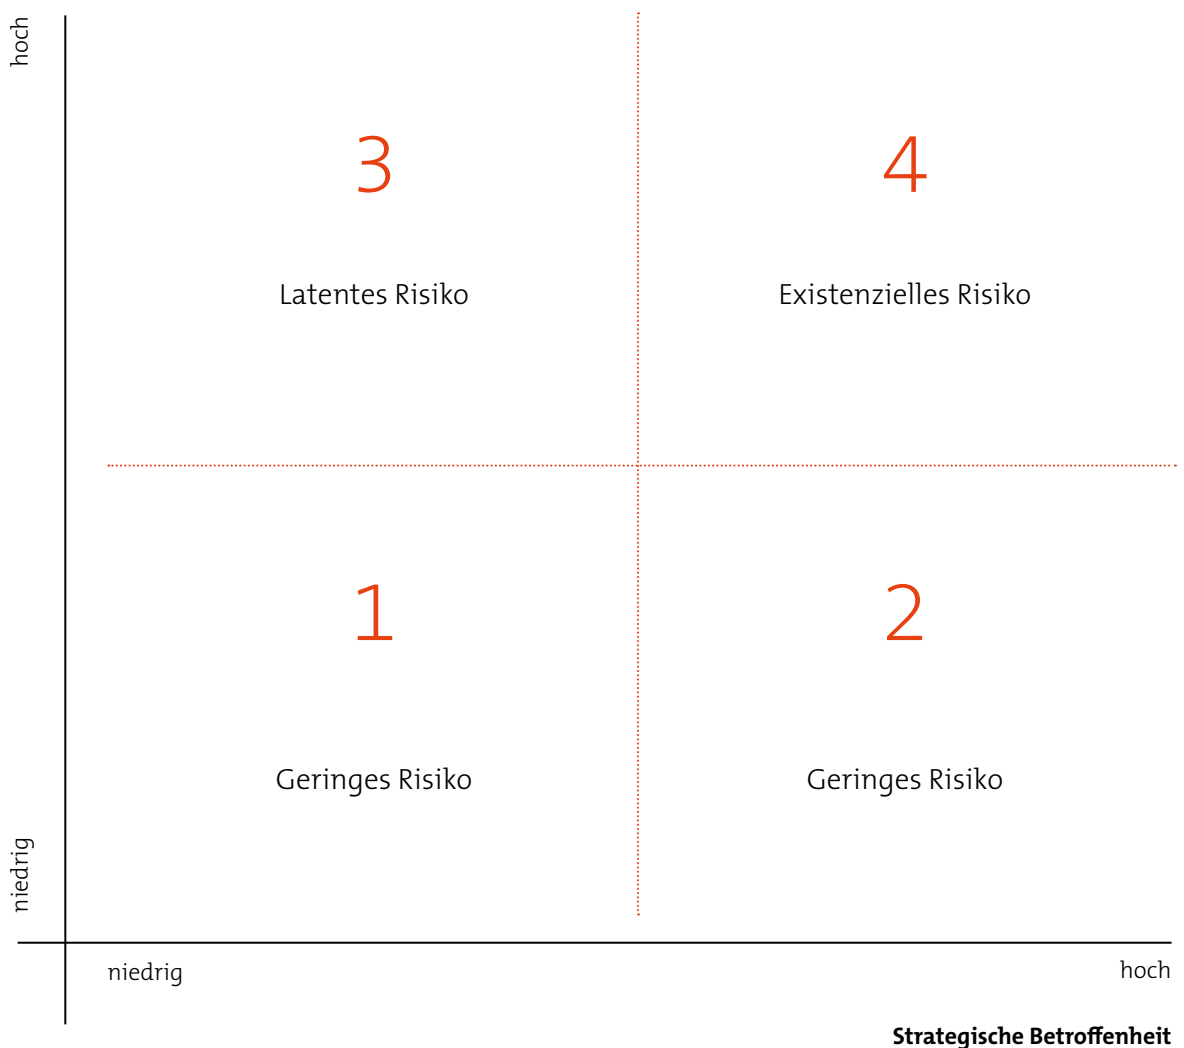 hoch
3
4
Latentes Risiko
Existenzielles Risiko
1
2
Geringes Risiko
Geringes Risiko
niedrig
niedrig
hoch
Strategische Betroffenheit